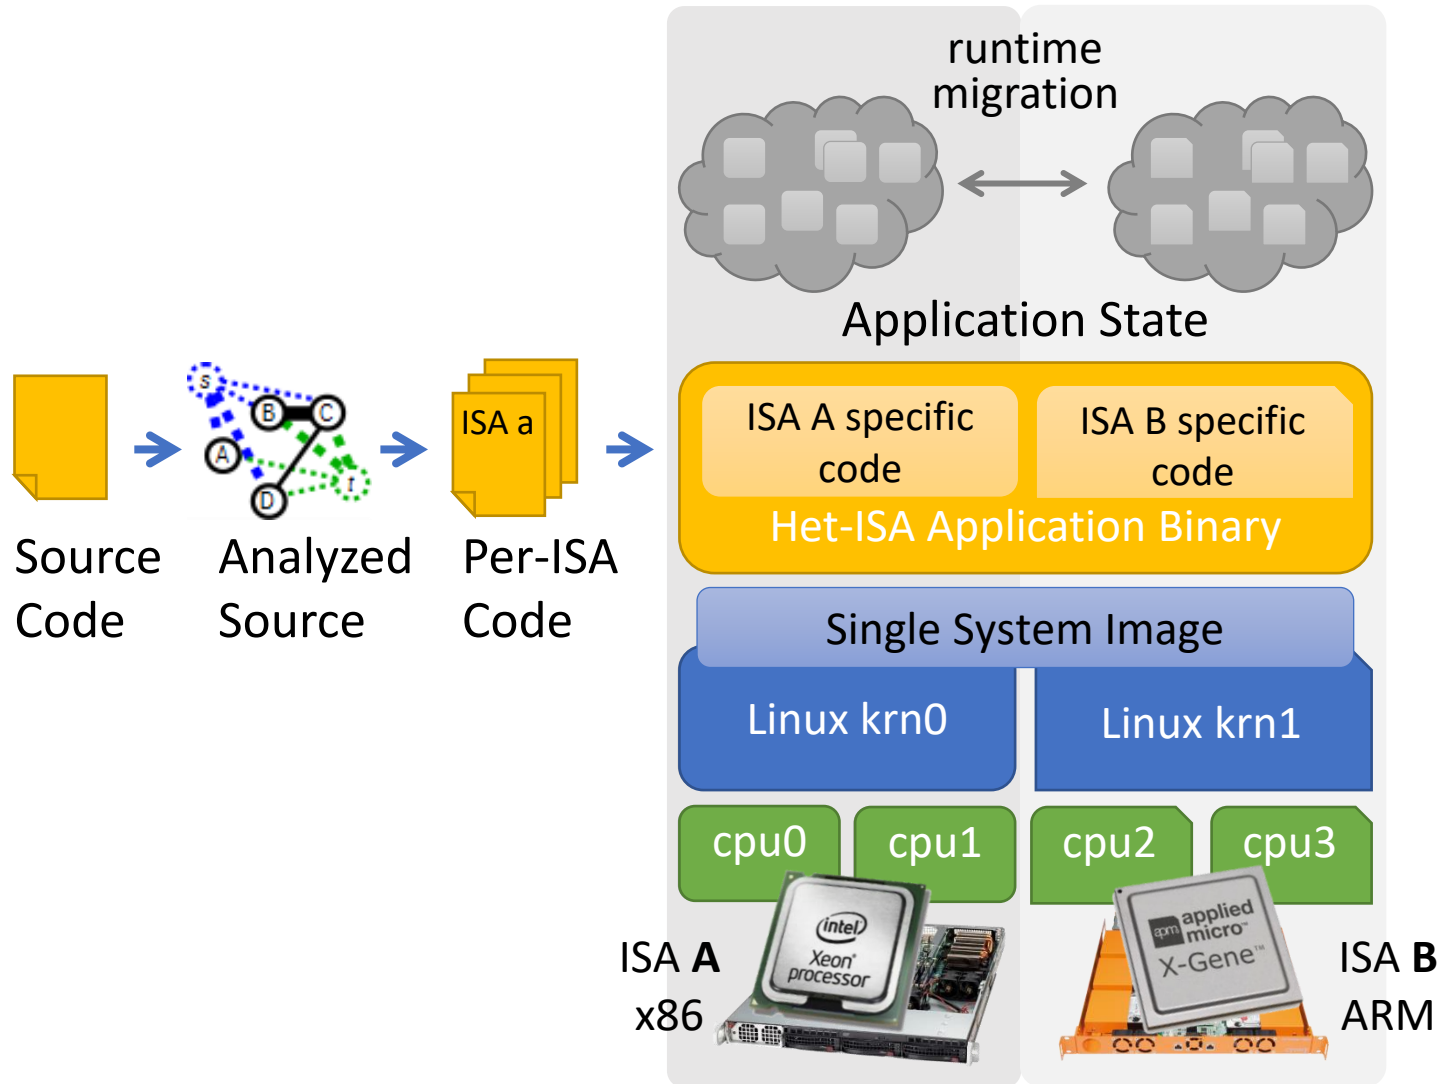 runtime
migration
Application State
s
B
C
A
D
t
ISA a
Source
Code
Analyzed
Source
Per-ISA
Code
ISA A specific
code
ISA B specific
code
Het-ISA Application Binary
Single System Image
Linux krn0
Linux krn1
cpu0
cpu1
cpu2
cpu3
ISA A
x86
intel
Xeon®
processor
apm
applied
micro™
X-Gene™
ISA B
ARM